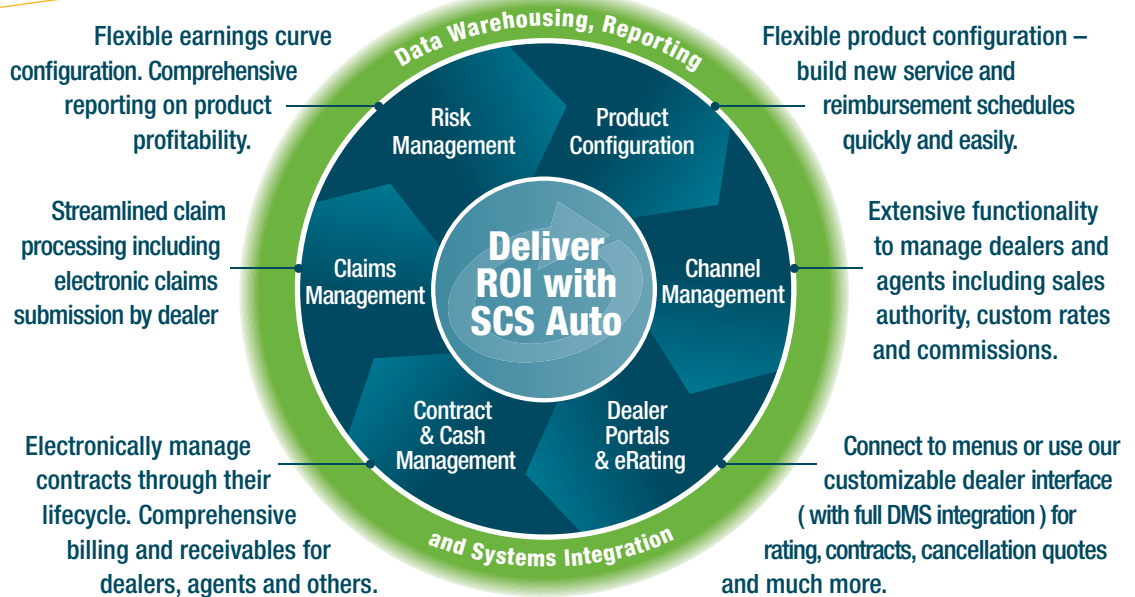 Data Warehousing, Reporting
and Systems Integration
Deliver
ROI with
SCS Auto
Risk
Management
Flexible earnings curve
configuration. Comprehensive
reporting on product
profitability.
Product
Configuration
Flexible product configuration –
build new service and
reimbursement schedules
quickly and easily.
Claims
Management
Streamlined claim
processing including
electronic claims
submission by dealer
Channel
Management
Extensive functionality
to manage dealers and
agents including sales
authority, custom rates
and commissions.
Contract
& Cash
Management
Electronically manage
contracts through their
lifecycle. Comprehensive
billing and receivables for
dealers, agents and others.
Dealer
Portals
& eRating
Connect to menus or use our
customizable dealer interface
( with full DMS integration ) for
rating, contracts, cancellation quotes
and much more.